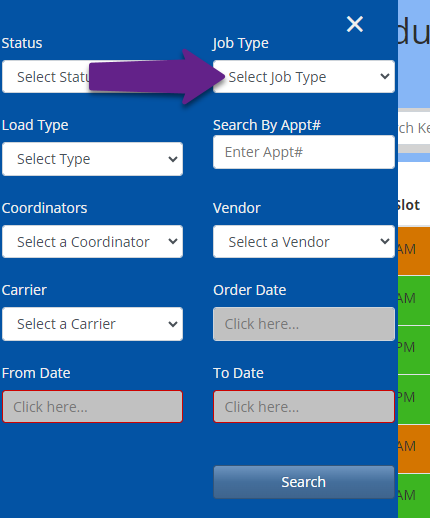 Status
Job Type
Select Statu
Select Job Type
Load Type
Search By Appt#
Select Type
Enter Appt#
Coordinators
Vendor
Select a Coordinator
Select a Vendor
Carrier
Order Date
Select a Carrier
Click here...
From Date
To Date
Click here...
Click here...
Search
du
ch Ke
Slot
AM
AM
PM
PM
AM
AM